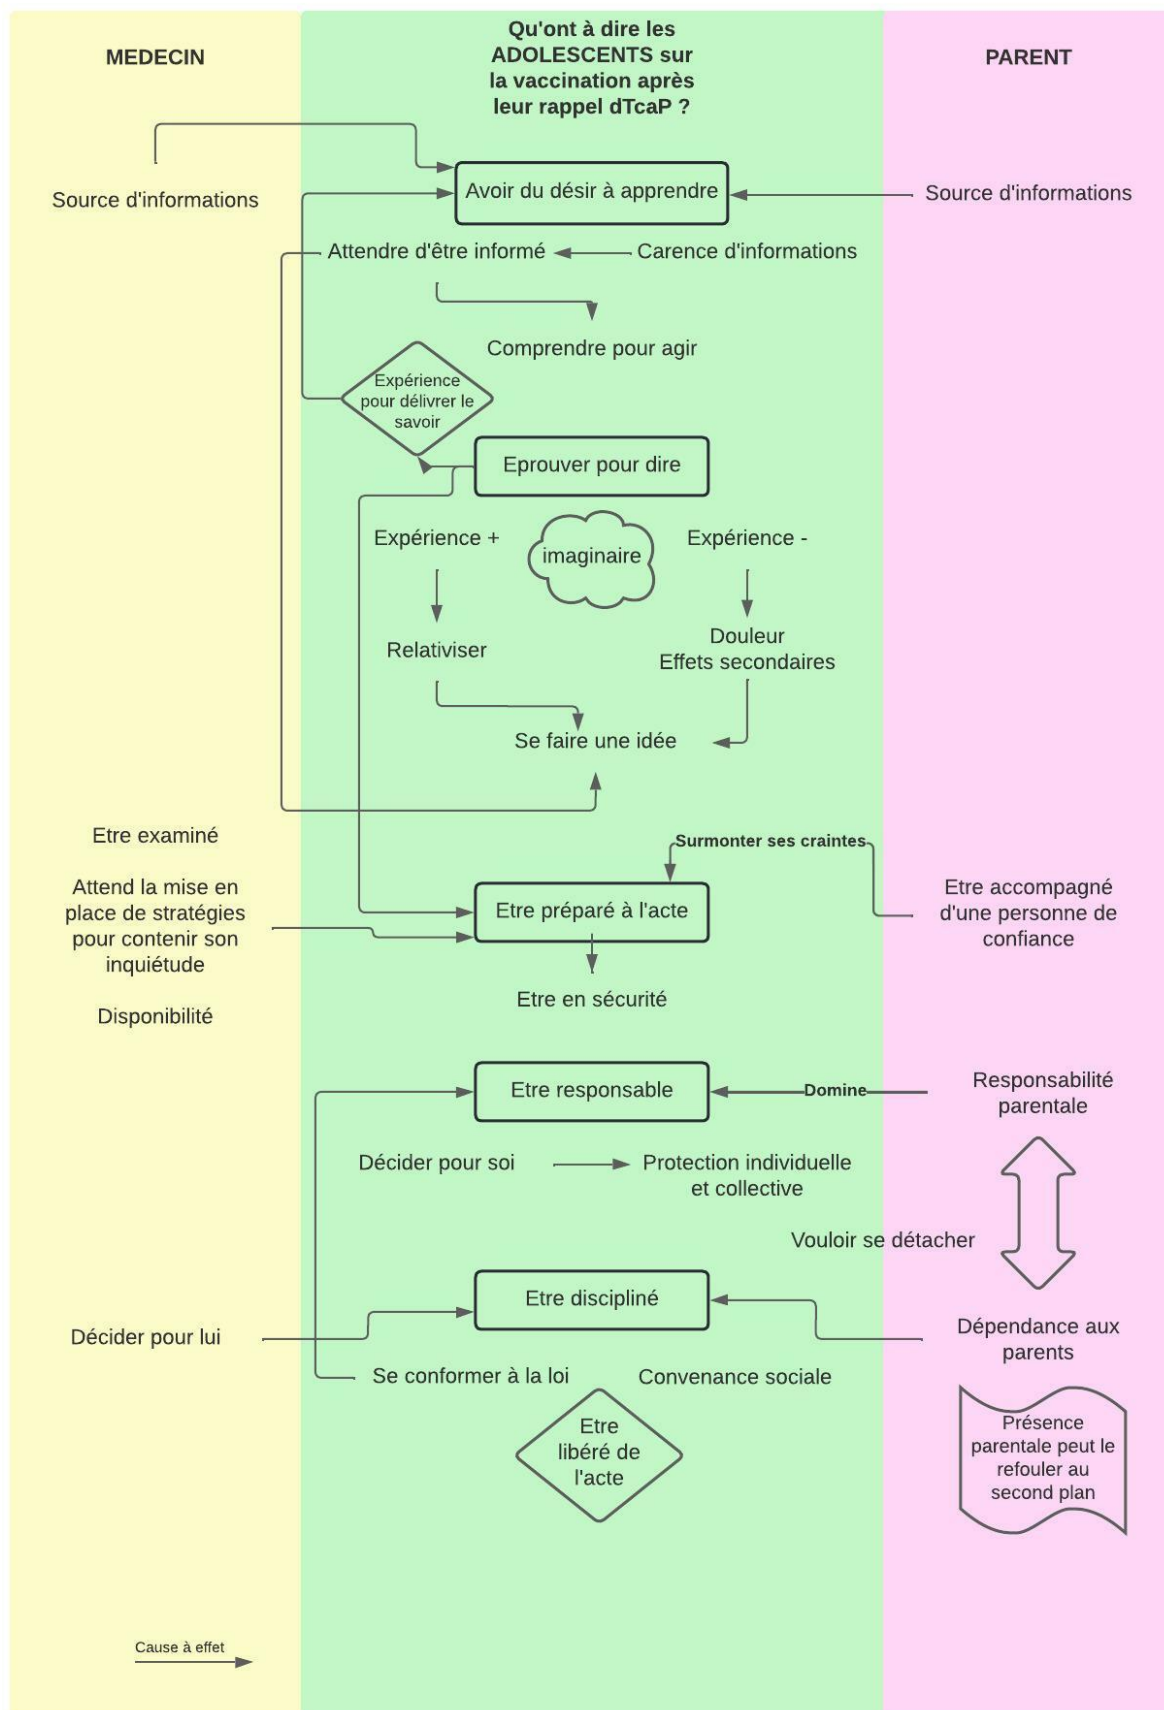 MEDECIN
Qu'ont à dire les
ADOLESCENTS sur
la vaccination après
leur rappel dTcaP ?
PARENT
Source d'informations
Avoir du désir à apprendre
Source d'informations
Attendre d'être informé
Carence d'informations
Comprendre pour agir
Expérience
pour délivrer le
savoir
Eprouver pour dire
Expérience +
imaginaire
Expérience -
Relativiser
Douleur
Effets secondaires
Se faire une idée
Etre examiné
Attend la mise en
place de stratégies
pour contenir son
inquiétude
Disponibilité
Surmonter ses craintes
Etre préparé à l'acte
Etre accompagné
d'une personne de
confiance
Etre en sécurité
Etre responsable
Domine
Responsabilité
parentale
Décider pour soi
Protection individuelle
et collective
Vouloir se détacher
Etre discipliné
Décider pour lui
Dépendance aux
parents
Se conformer à la loi
Convenance sociale
Etre
libéré de
l'acte
Présence
parentale peut le
refouler au
second plan
Cause à effet